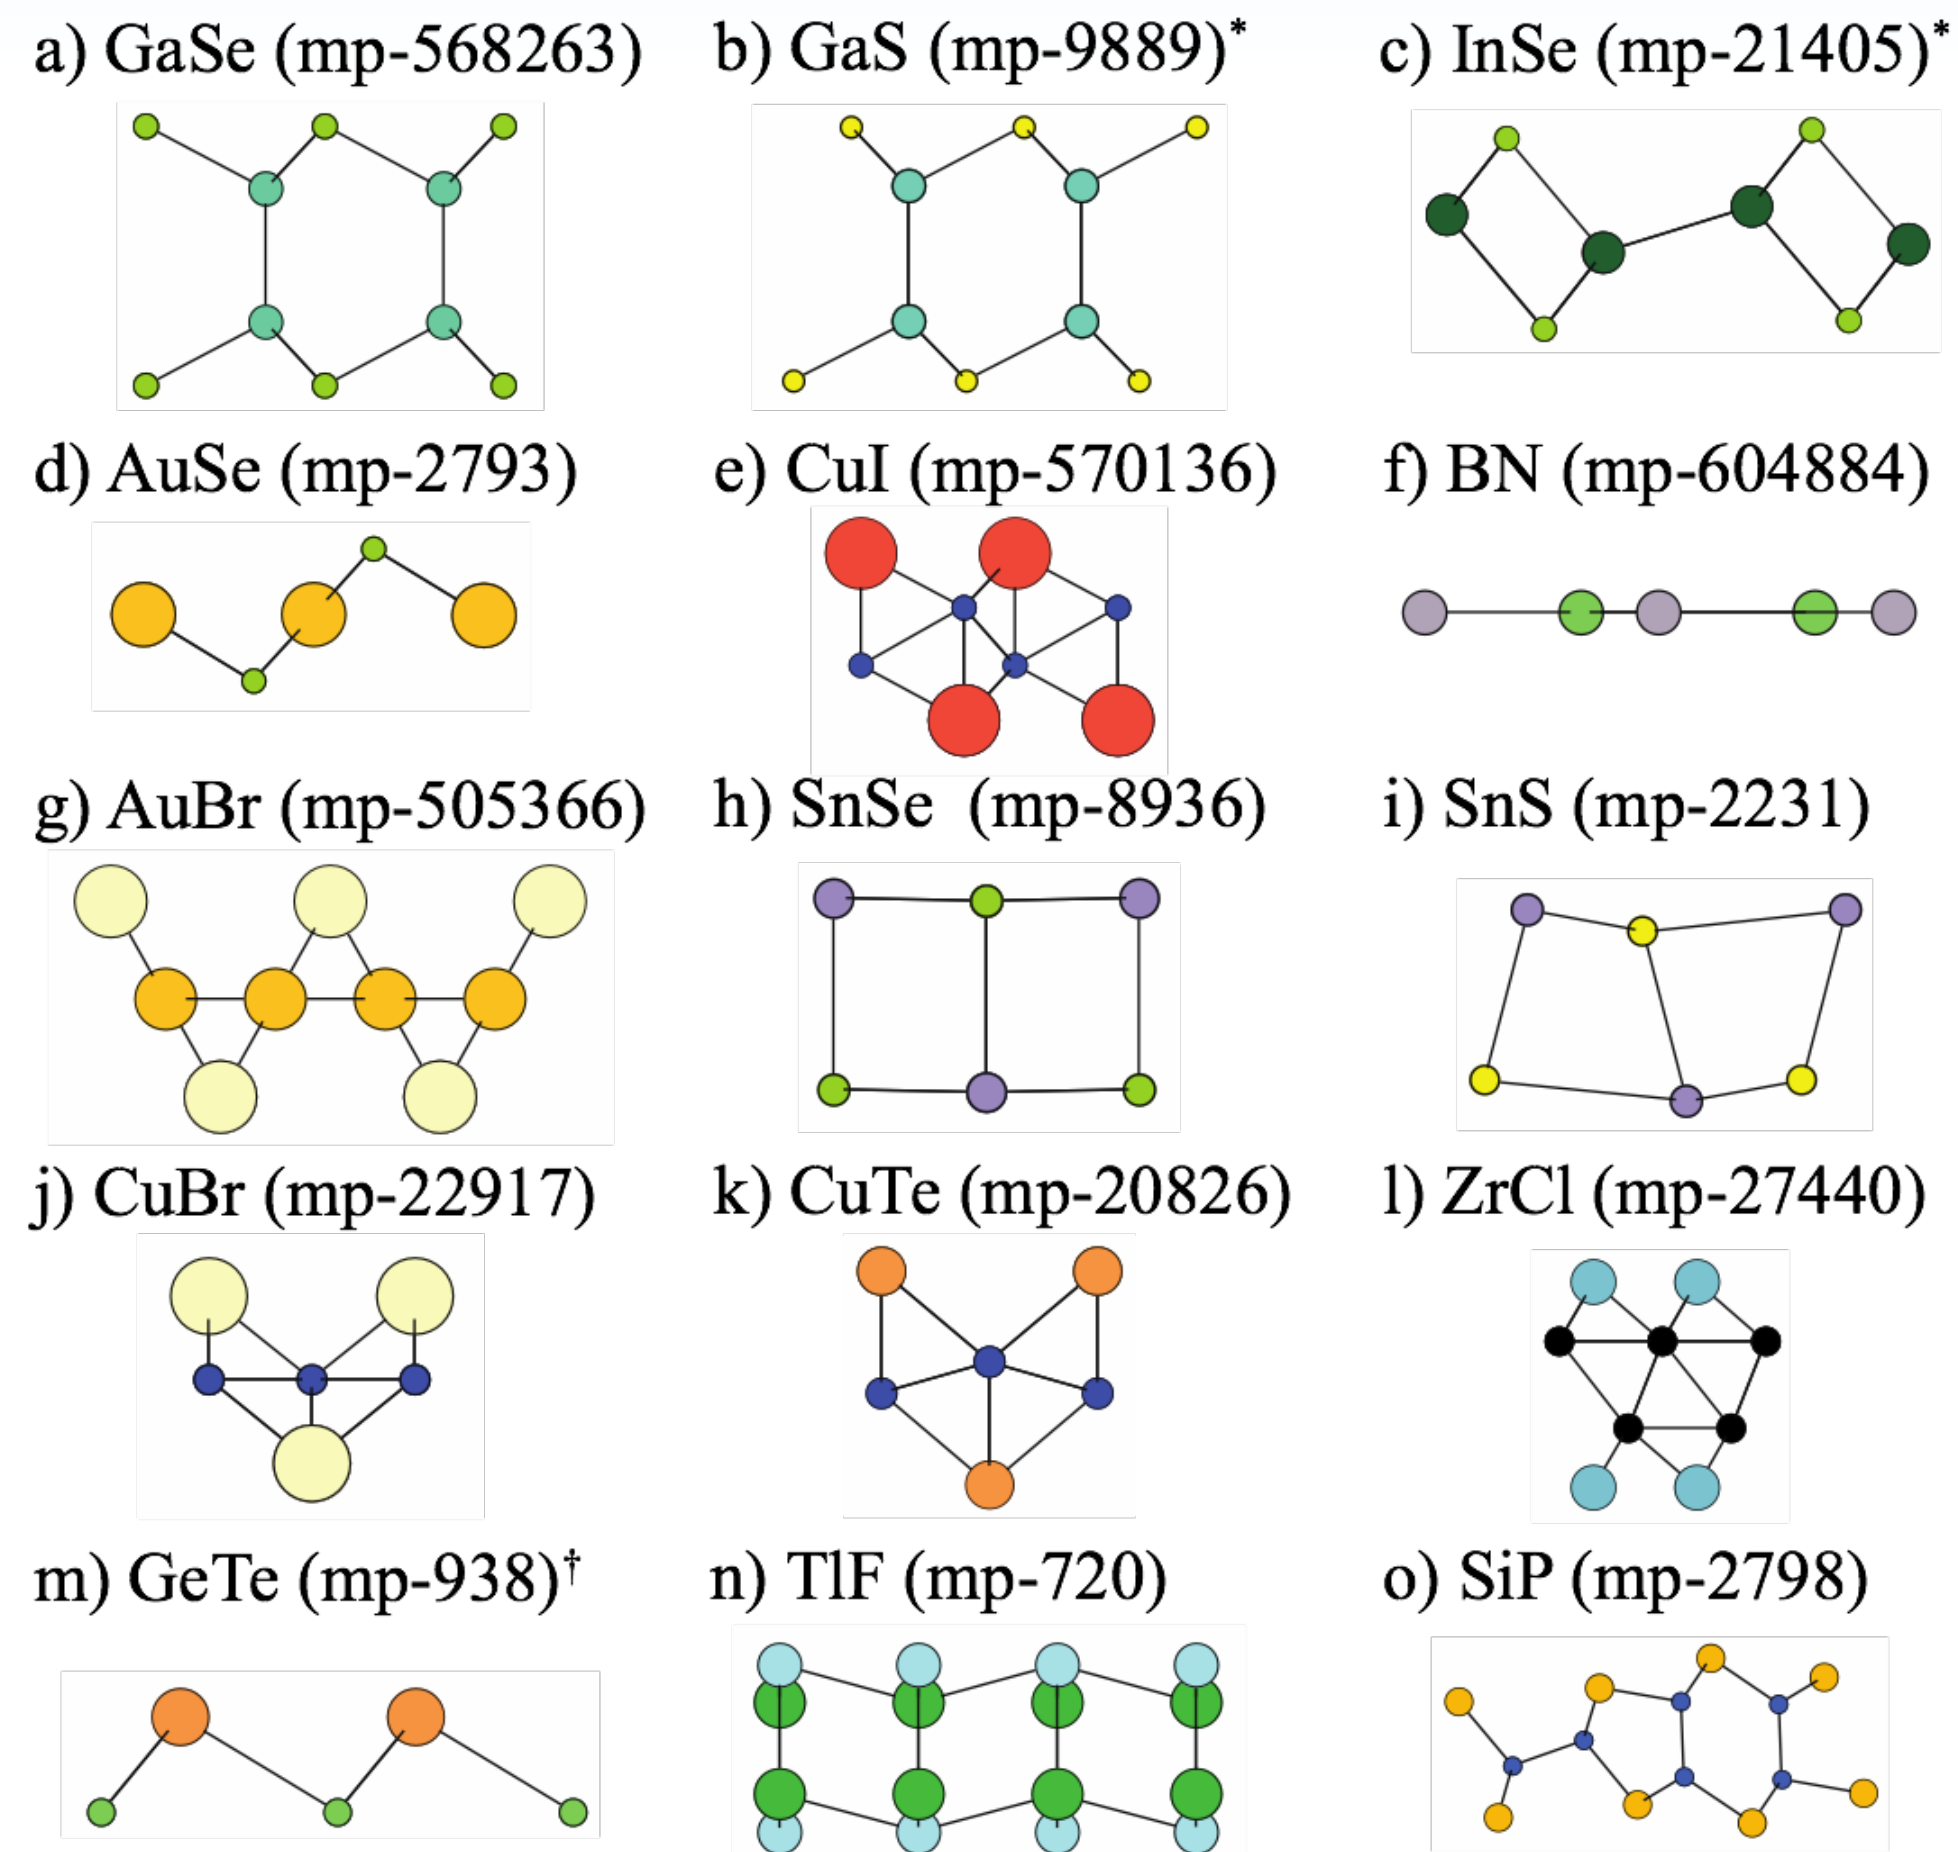 a) GaSe (mp-568263)
b) GaS (mp-9889)*
c) InSe (mp-21405)*
d) AuSe (mp-2793)
e) CuI (mp-570136)
f) BN (mp-604884)
g) AuBr (mp-505366)
h) SnSe (mp-8936)
i) SnS (mp-2231)
j) CuBr (mp-22917)
k) CuTe (mp-20826)
l) ZrCl (mp-27440)
m) GeTe (mp-938)†
n) TlF (mp-720)
o) SiP (mp-2798)